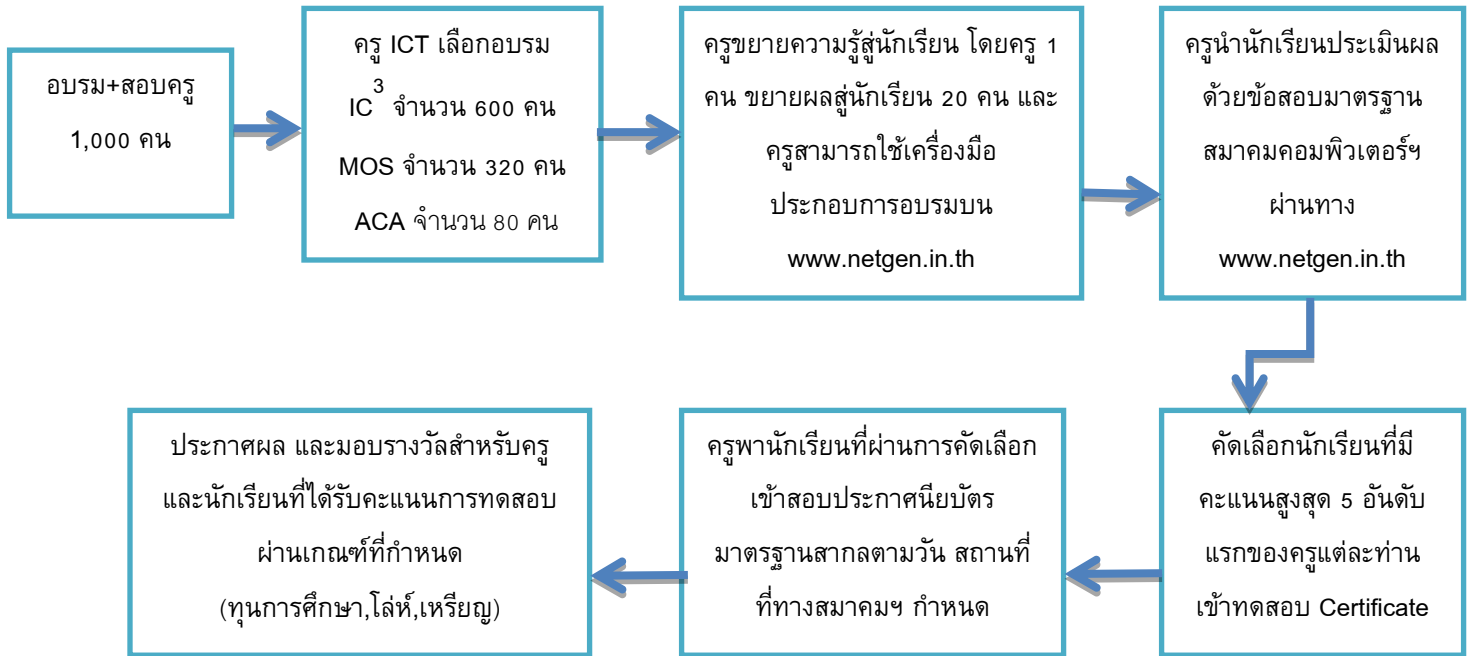 อบรม+สอบครู
1,000 คน
ครู ICT เลือกอบรม
IC3 จำนวน 600 คน
MOS จำนวน 320 คน
ACA จำนวน 80 คน
ครูขยายความรู้สู่นักเรียน โดยครู 1
คน ขยายผลสู่นักเรียน 20 คน และ
ครูสามารถใช้เครื่องมือ
ประกอบการอบรมบน
www.netgen.in.th
ครูนำนักเรียนประเมินผล
ด้วยข้อสอบมาตรฐาน
สมาคมคอมพิวเตอร์ฯ
ผ่านทาง
www.netgen.in.th
คัดเลือกนักเรียนที่มี
คะแนนสูงสุด 5 อันดับ
แรกของครูแต่ละท่าน
เข้าทดสอบ Certificate
ครูพานักเรียนที่ผ่านการคัดเลือก
เข้าสอบประกาศนียบัตร
มาตรฐานสากลตามวัน สถานที่
ที่ทางสมาคมฯ กำหนด
ประกาศผล และมอบรางวัลสำหรับครู
และนักเรียนที่ได้รับคะแนนการทดสอบ
ผ่านเกณฑ์ที่กำหนด
(ทุนการศึกษา,โล่ห์,เหรียญ)